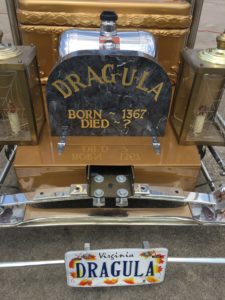 DRAGULA
BORN ~ 1367
DIED ~ ?
Virginia
DRAGULA